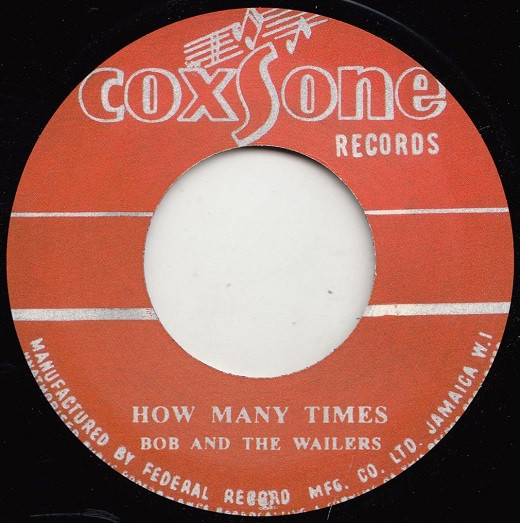 coxsone
RECORDS
HOW MANY TIMES
BOB AND THE WAILERS
MANUFACTURED BY FEDERAL RECORD MFG. CO. LTD. JAMAICA W.I